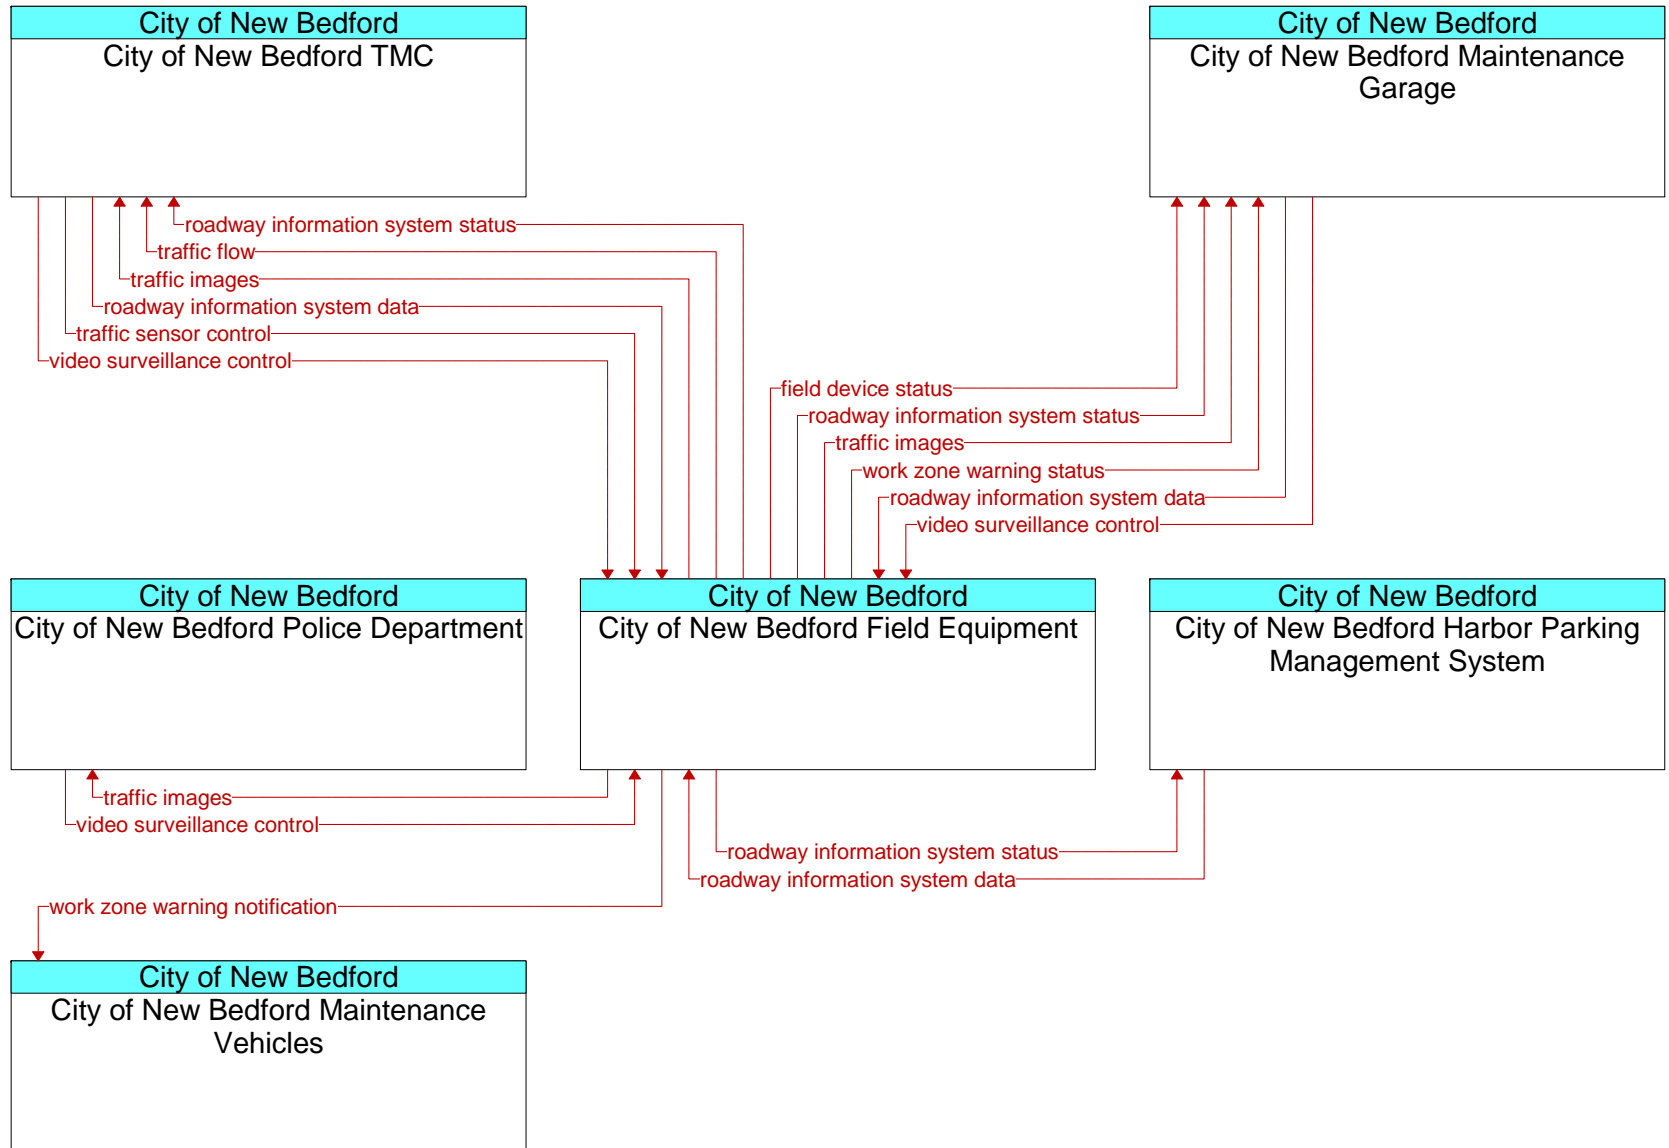 City of New Bedford
City of New Bedford TMC
City of New Bedford
City of New Bedford Maintenance
Garage
roadway information system status
traffic flow
traffic images
roadway information system data
traffic sensor control
video surveillance control
field device status
roadway information system status
traffic images
work zone warning status
roadway information system data
video surveillance control
City of New Bedford
City of New Bedford Police Department
City of New Bedford
City of New Bedford Field Equipment
City of New Bedford
City of New Bedford Harbor Parking
Management System
traffic images
video surveillance control
roadway information system status
roadway information system data
work zone warning notification
City of New Bedford
City of New Bedford Maintenance
Vehicles